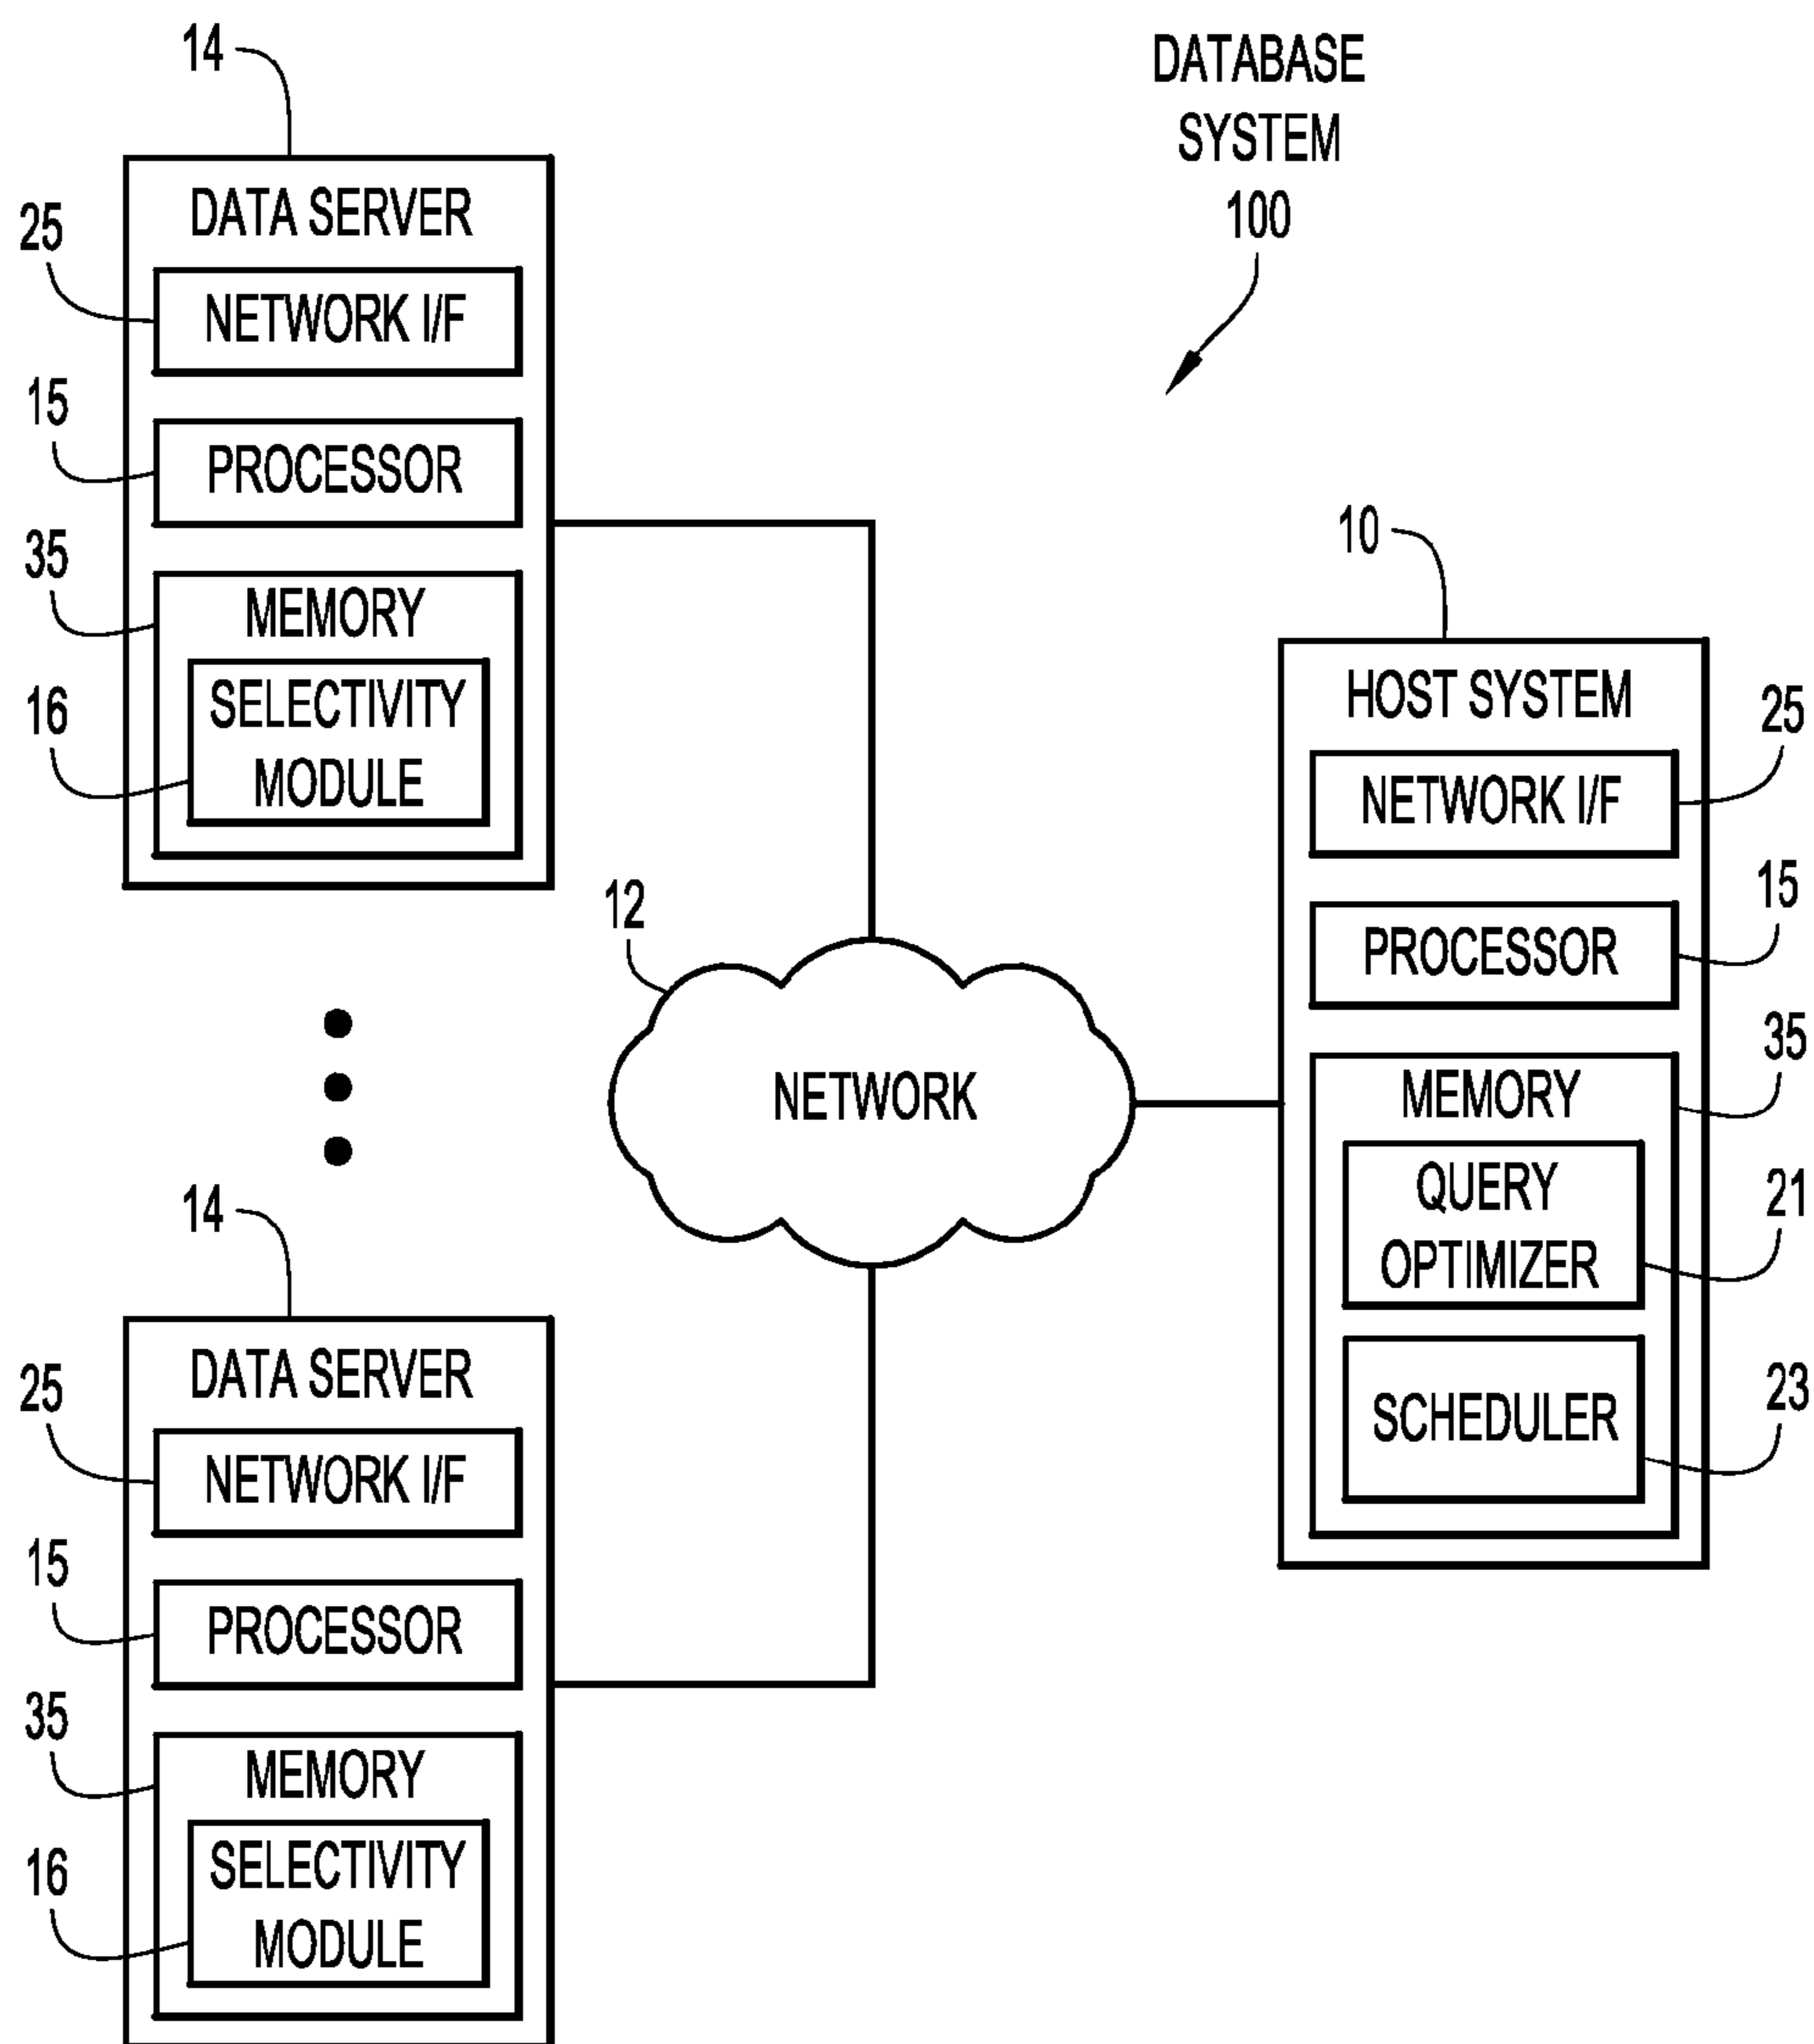 14
DATABASE
SYSTEM
100
DATA SERVER
25
NETWORK I/F
15
PROCESSOR
35
MEMORY
16
SELECTIVITY
MODULE
12
NETWORK
10
HOST SYSTEM
25
NETWORK I/F
15
PROCESSOR
35
MEMORY
QUERY
OPTIMIZER
21
SCHEDULER
23
14
DATA SERVER
25
NETWORK I/F
15
PROCESSOR
35
MEMORY
16
SELECTIVITY
MODULE